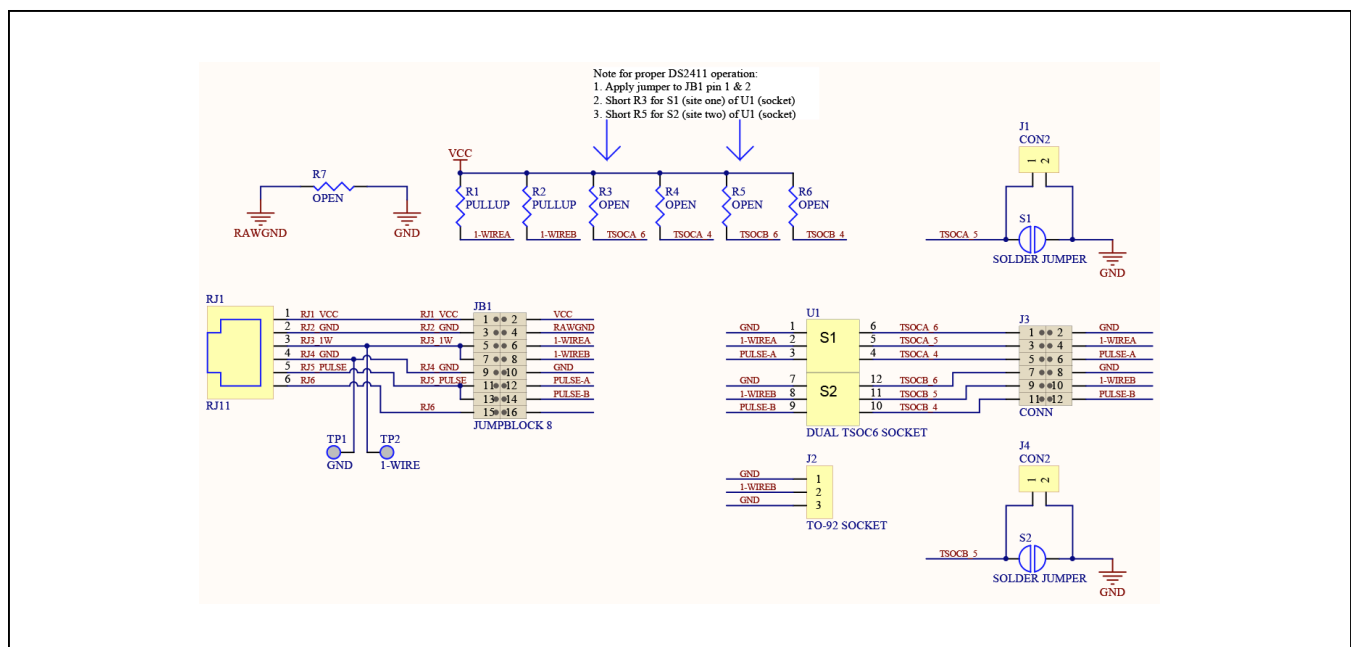 Note for proper DS2411 operation:
1. Apply jumper to JB1 pin 1 & 2
2. Short R3 for S1 (site one) of U1 (socket)
3. Short R5 for S2 (site two) of U1 (socket)
J1
CON2
1 2
VCC
R7
OPEN
RAWGND
GND
R1
PULLUP
1-WIREA
R2
PULLUP
1-WIREB
R3
OPEN
TSOCA 6
R4
OPEN
TSOCA 4
R5
OPEN
TSOCB 6
R6
OPEN
TSOCB 4
TSOCA 5
S1
SOLDER JUMPER
GND
RJ1
1 RJ1 VCC
2 RJ2 GND
3 RJ3 1W
4 RJ4 GND
5 RJ5 PULSE
6 RJ6
RJ11
JB1
RJ1 VCC 1 2 VCC
RJ2 GND 3 4 RAWGND
RJ3 1W 5 6 1-WIREA
7 8 1-WIREB
RJ4 GND 9 10 GND
RJ5 PULSE 11 12 PULSE-A
13 14 PULSE-B
RJ6 15 16
JUMPBLOCK 8
TP1
GND
TP2
1-WIRE
U1
GND 1 S1 6 TSOCA 6
1-WIREA 2 5 TSOCA 5
PULSE-A 3 4 TSOCA 4
GND 7 S2 12 TSOCB 6
1-WIREB 8 11 TSOCB 5
PULSE-B 9 10 TSOCB 4
DUAL TSOC6 SOCKET
J3
1 2 GND
3 4 1-WIREA
5 6 PULSE-A
7 8 GND
9 10 1-WIREB
11 12 PULSE-B
CONN
J2
GND 1
1-WIREB 2
GND 3
TO-92 SOCKET
J4
CON2
1 2
TSOCB 5
S2
SOLDER JUMPER
GND